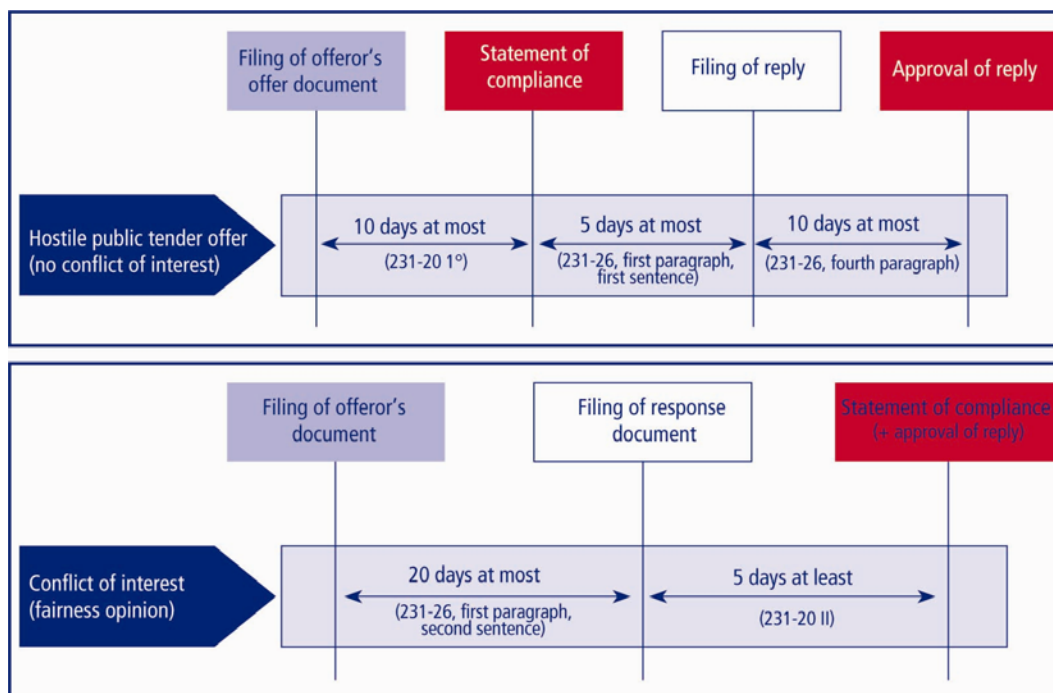 Filing of offeror's
offer document
Statement of
compliance
Filing of reply
Approval of reply
Hostile public tender offer
(no conflict of interest)
10 days at most
(231-20 1°)
5 days at most
(231-26, first paragraph,
first sentence)
10 days at most
(231-26, fourth paragraph)
Filing of offeror's
document
Filing of response
document
Statement of compliance
(+ approval of reply)
Conflict of interest
(fairness opinion)
20 days at most
(231-26, first paragraph,
second sentence)
5 days at least
(231-20 II)